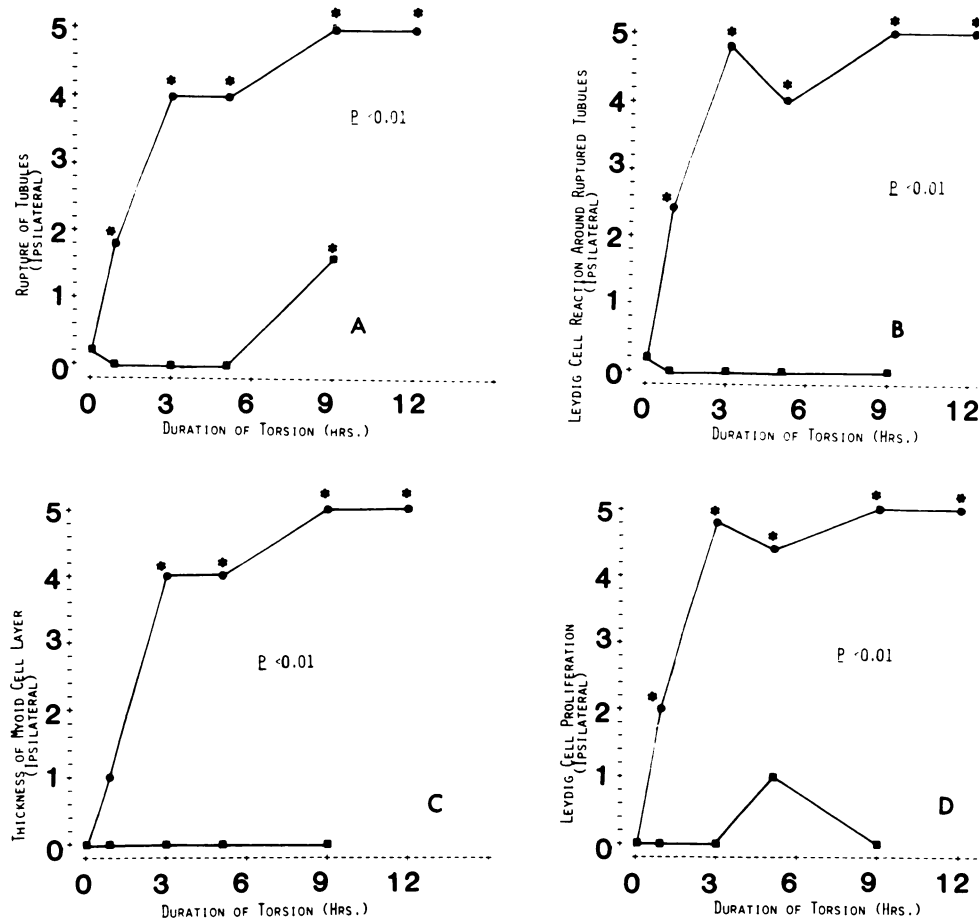 5
4
3
2
1
0
RUPTURE OF TUBULES
(IPSILATERAL)
P <0.01
A
0 3 6 9 12
DURATION OF TORSION (HRS.)
5
4
3
2
1
0
LEYDIG CELL REACTION AROUND RUPTURED TUBULES
(IPSILATERAL)
P <0.01
B
0 3 6 9 12
DURATION OF TORSION (HRS.)
5
4
3
2
1
0
THICKNESS OF MYOID CELL LAYER
(IPSILATERAL)
P <0.01
C
0 3 6 9 12
DURATION OF TORSION (HRS.)
5
4
3
2
1
0
LEYDIG CELL PROLIFERATION
(IPSILATERAL)
P <0.01
D
0 3 6 9 12
DURATION OF TORSION (HRS.)